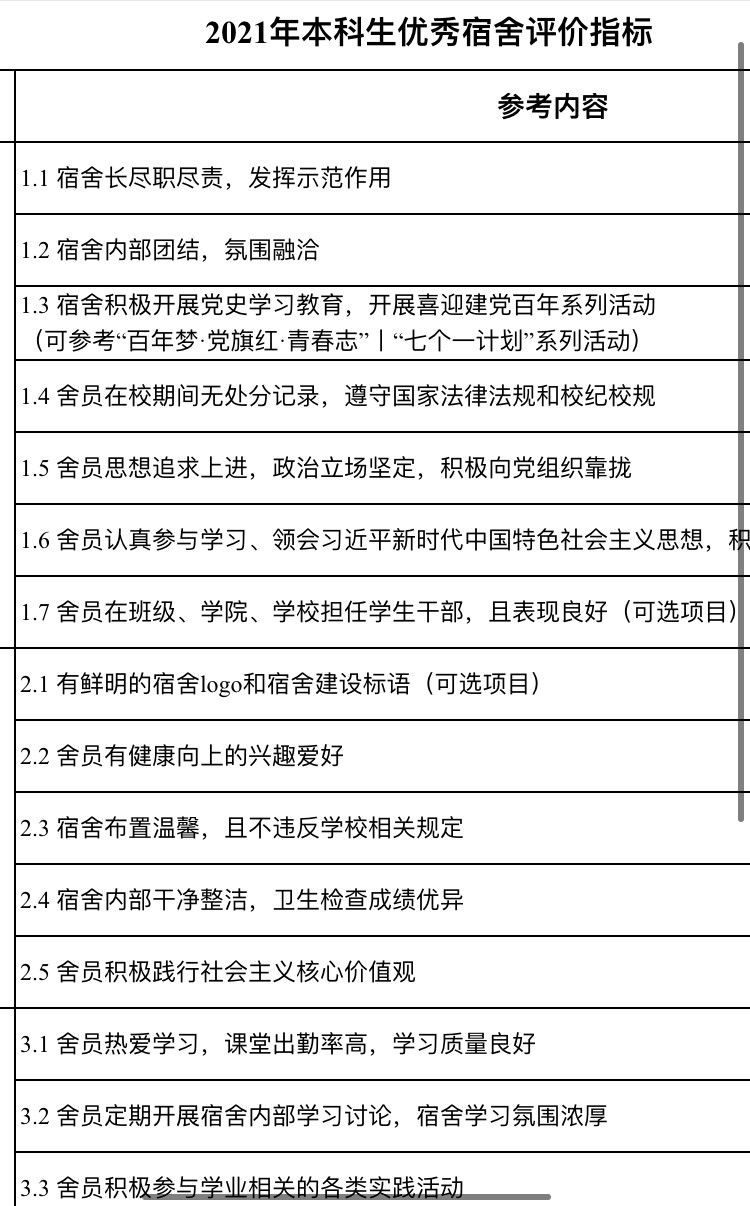 2021年本科生优秀宿舍评价指标
参考内容
1.1 宿舍长尽职尽责，发挥示范作用
1.2 宿舍内部团结，氛围融洽
1.3 宿舍积极开展党史学习教育，开展喜迎建党百年系列活动
（可参考“百年梦·党旗红·青春志”丨“七个一计划”系列活动）
1.4 舍员在校期间无处分记录，遵守国家法律法规和校纪校规
1.5 舍员思想追求上进，政治立场坚定，积极向党组织靠拢
1.6 舍员认真参与学习、领会习近平新时代中国特色社会主义思想，积
1.7 舍员在班级、学院、学校担任学生干部，且表现良好（可选项目）
2.1 有鲜明的宿舍logo和宿舍建设标语（可选项目）
2.2 舍员有健康向上的兴趣爱好
2.3 宿舍布置温馨，且不违反学校相关规定
2.4 宿舍内部干净整洁，卫生检查成绩优异
2.5 舍员积极践行社会主义核心价值观
3.1 舍员热爱学习，课堂出勤率高，学习质量良好
3.2 舍员定期开展宿舍内部学习讨论，宿舍学习氛围浓厚
3.3 舍员积极参与学业相关的各类实践活动